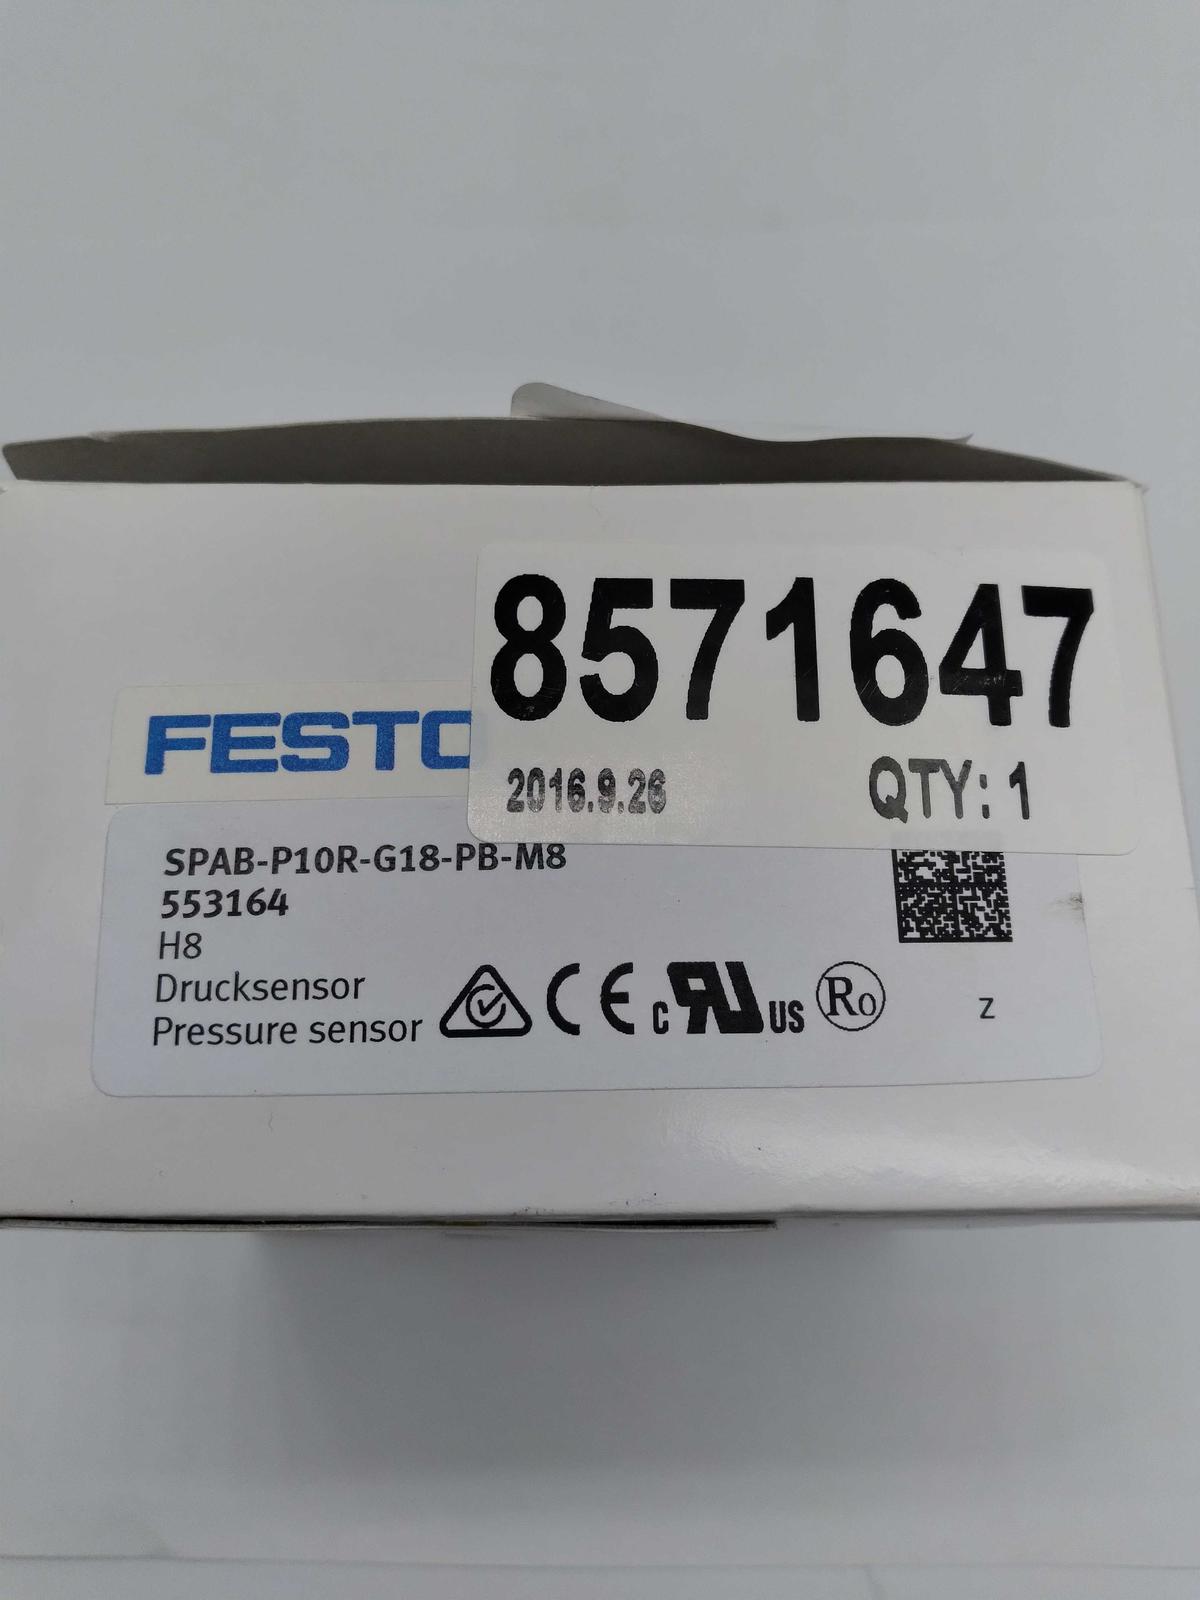 8571647
2016.9.26 QTY: 1
FESTO
SPAB-P10R-G18-PB-M8
553164
H8
Drucksensor
Pressure sensor CE c RU US Ro Z